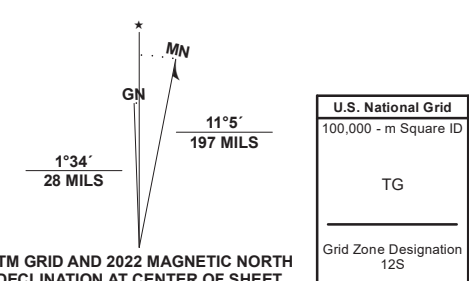 MN
GN
11°5´
197 MILS
1°34´
28 MILS
TM GRID AND 2022 MAGNETIC NORTH
DECLINATION AT CENTER OF SHEET
U.S. National Grid
100,000 - m Square ID
TG
Grid Zone Designation
12S